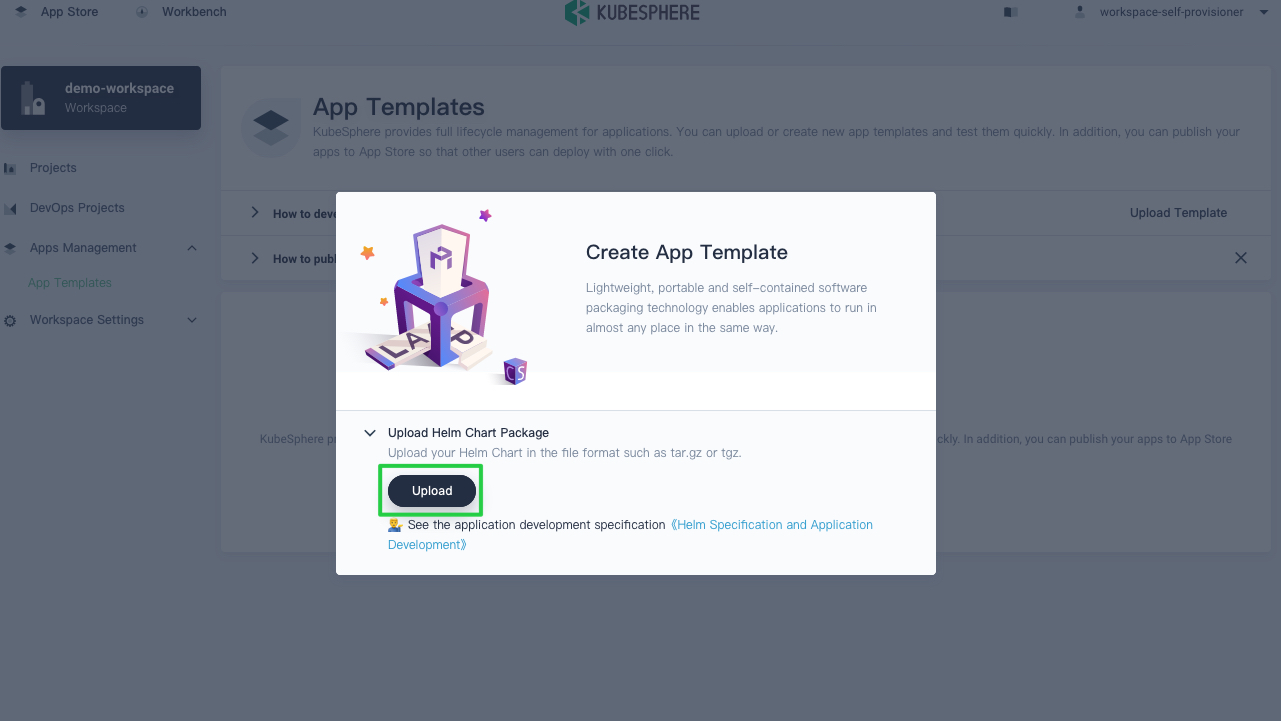 App Store
Workbench
KUBESPHERE
workspace-self-provisioner
demo-workspace
Workspace
App Templates
KubeSphere provides full lifecycle management for applications. You can upload or create new app templates and test them quickly. In addition, you can publish your
apps to App Store so that other users can deploy with one click.
Projects
DevOps Projects
Apps Management
App Templates
Workspace Settings
How to deve
Upload Template
How to publ
Create App Template
Lightweight, portable and self-contained software
packaging technology enables applications to run in
almost any place in the same way.
LAP
CS
KubeSphere pr
ckly. In addition, you can publish your apps to App Store
Upload Helm Chart Package
Upload your Helm Chart in the file format such as tar.gz or tgz.
Upload
See the application development specification 《Helm Specification and Application
Development》